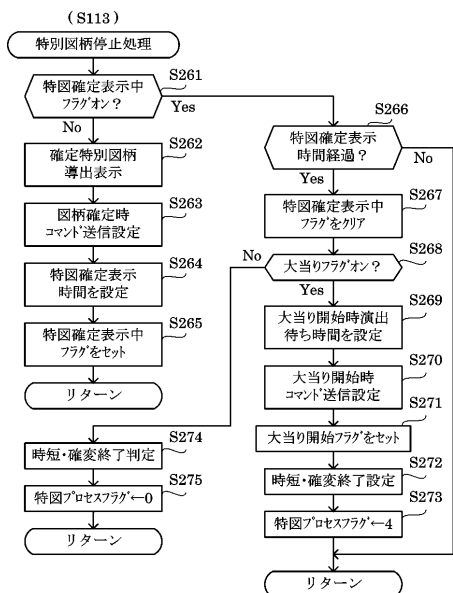 (S113)
特別図柄停止処理
S261
特図確定表示中
フラグオン？
Yes
No
S262
確定特別図柄
導出表示
S263
図柄確定時
コマンド送信設定
S264
特図確定表示
時間を設定
S265
特図確定表示中
フラグをセット
リターン
S266
特図確定表示
時間経過？
No
Yes
S267
特図確定表示中
フラグをクリア
S268
No
大当りフラグオン？
Yes
S269
大当り開始時演出
待ち時間を設定
S270
大当り開始時
コマンド送信設定
S271
大当り開始フラグをセット
S272
時短・確変終了設定
S273
特図プロセスフラグ←4
リターン
S274
時短・確変終了判定
S275
特図プロセスフラグ←0
リターン